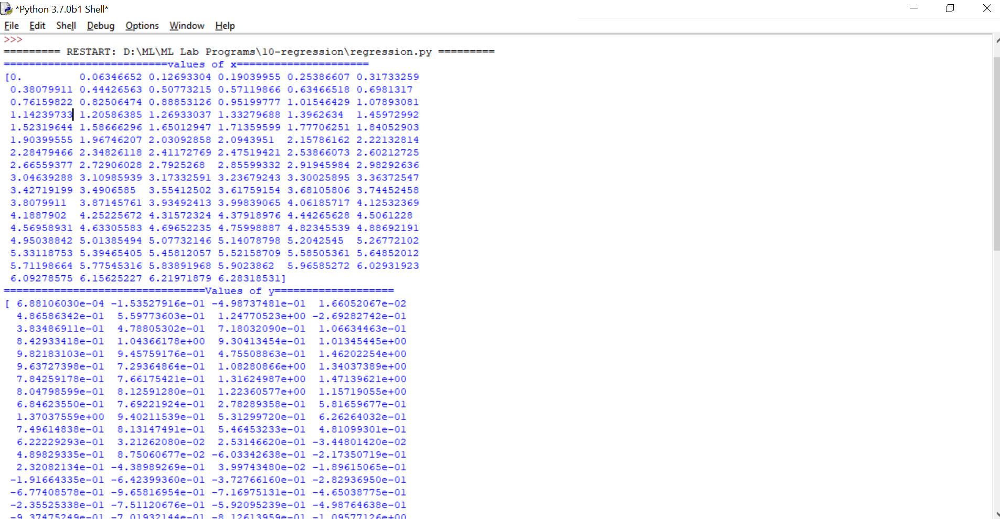 *Python 3.7.0b1 Shell*
File Edit Shell Debug Options Window Help
>>>
========= RESTART: D:\ML\ML Lab Programs\10-regression\regression.py =========
==========================values of x=====================
[0.         0.06346652 0.12693304 0.19039955 0.25386607 0.31733259
 0.38079911 0.44426563 0.50773215 0.57119866 0.63466518 0.6981317
 0.76159822 0.82506474 0.88853126 0.95199777 1.01546429 1.07893081
 1.14239733 1.20586385 1.26933037 1.33279688 1.3962634  1.45972992
 1.52319644 1.58666296 1.65012947 1.71359599 1.77706251 1.84052903
 1.90399555 1.96746207 2.03092858 2.0943951  2.15786162 2.22132814
 2.28479466 2.34826118 2.41172769 2.47519421 2.53866073 2.60212725
 2.66559377 2.72906028 2.7925268  2.85599332 2.91945984 2.98292636
 3.04639288 3.10985939 3.17332591 3.23679243 3.30025895 3.36372547
 3.42719199 3.4906585  3.55412502 3.61759154 3.68105806 3.74452458
 3.8079911  3.87145761 3.93492413 3.99839065 4.06185717 4.12532369
 4.1887902  4.25225672 4.31572324 4.37918976 4.44265628 4.5061228
 4.56958931 4.63305583 4.69652235 4.75998887 4.82345539 4.88692191
 4.95038842 5.01385494 5.07732146 5.14078798 5.2042545  5.26772102
 5.33118753 5.39465405 5.45812057 5.52158709 5.58505361 5.64852012
 5.71198664 5.77545316 5.83891968 5.9023862  5.96585272 6.02931923
 6.09278575 6.15625227 6.21971879 6.28318531]
================================Values of y===================
[ 6.88106030e-04 -1.53527916e-01 -4.98737481e-01  1.66052067e-02
  4.86586342e-01  5.59773603e-01  1.24770523e+00 -2.69282742e-01
  3.83486911e-01  4.78805302e-01  7.18032090e-01  1.06634463e-01
  8.42933418e-01  1.04366178e+00  9.30413454e-01  1.01345445e+00
  9.82183103e-01  9.45759176e-01  4.75508863e-01  1.46202254e+00
  9.63727398e-01  7.29364864e-01  1.08280866e+00  1.34037389e+00
  7.84259178e-01  7.66175421e-01  1.31624987e+00  1.47139621e+00
  8.04798599e-01  8.12591280e-01  1.22360577e+00  1.15719055e+00
  6.84623550e-01  7.69221924e-01  2.78289358e-01  5.81659677e-01
  1.37037559e+00  9.40211539e-01  5.31299720e-01  6.26264032e-01
  7.49614838e-01  8.13147491e-01  5.46453233e-01  4.81099301e-01
  6.22229293e-01  3.21262080e-02  2.53146620e-01 -3.44801420e-02
  4.89829335e-01  8.75060677e-02 -6.03342638e-01 -2.17350719e-01
  2.32082134e-01 -4.38989269e-01  3.99743480e-02 -1.89615065e-01
 -1.91664335e-01 -6.42399360e-01 -3.72766160e-01 -2.82936950e-01
 -6.77408578e-01 -9.65816954e-01 -7.16975131e-01 -4.65038775e-01
 -2.35525338e-01 -7.51120676e-01 -5.92095239e-01 -4.98764638e-01
 -9.37475249e-01 -7.01932144e-01 -8.12613959e-01 -1.09577126e+00